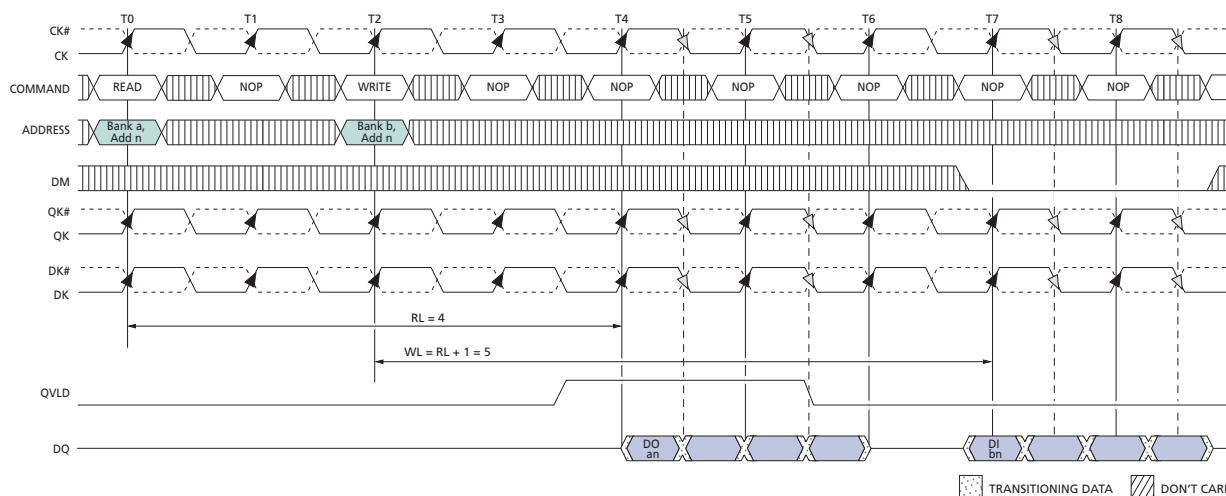 T0 T1 T2 T3 T4 T5 T6 T7 T8
CK#
CK
COMMAND READ NOP WRITE NOP NOP NOP NOP NOP NOP
ADDRESS Bank a, Add n Bank b, Add n
DM
QK#
QK
DK#
DK
RL = 4
WL = RL + 1 = 5
QVLD
DQ DO an DI bn
TRANSITIONING DATA DON'T CARE